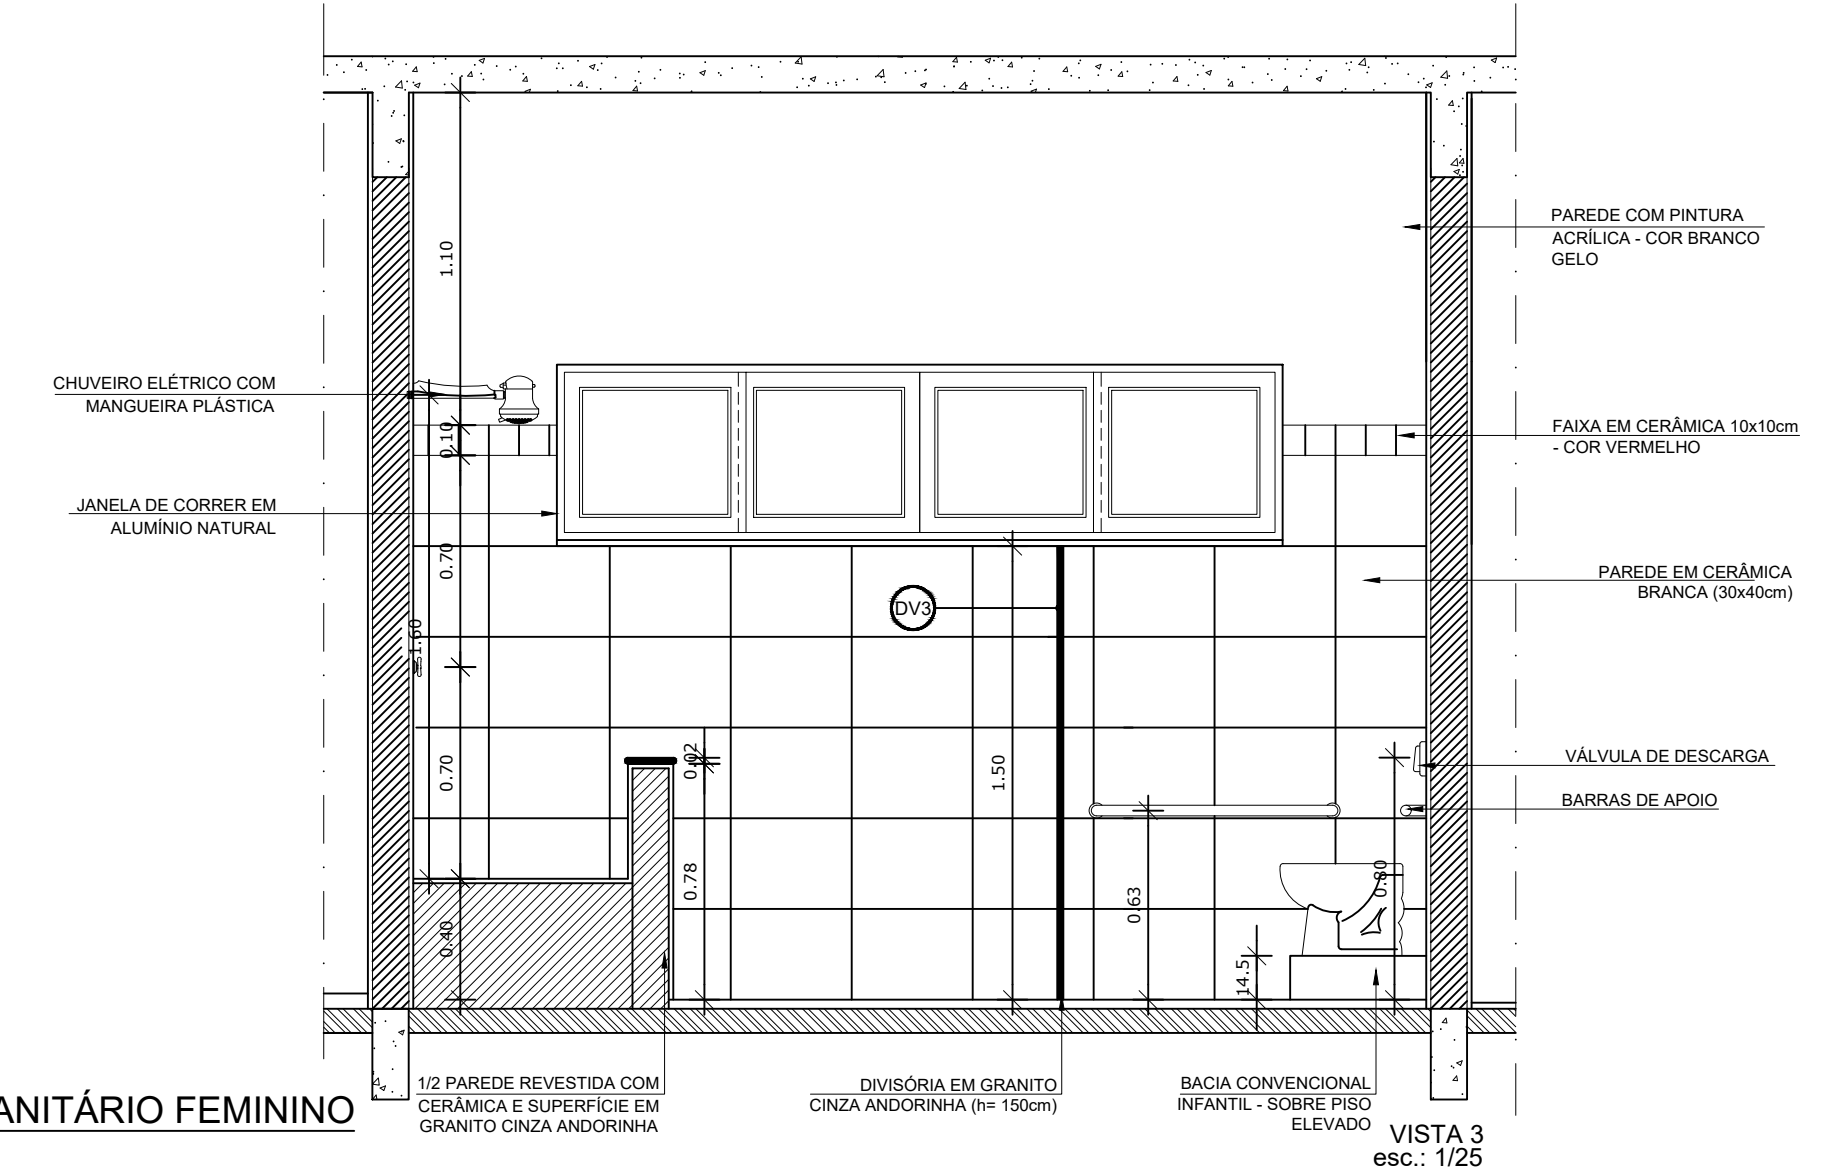 PAREDE COM PINTURA
ACRÍLICA - COR BRANCO
GELO
1.10
CHUVEIRO ELÉTRICO COM
MANGUEIRA PLÁSTICA
FAIXA EM CERÂMICA 10x10cm
- COR VERMELHO
0.10
JANELA DE CORRER EM
ALUMÍNIO NATURAL
0.70
PAREDE EM CERÂMICA
BRANCA (30x40cm)
DV3
1.60
VÁLVULA DE DESCARGA
0.02
0.70
1.50
BARRAS DE APOIO
0.78
0.80
0.63
0.40
14.5
1/2 PAREDE REVESTIDA COM
CERÂMICA E SUPERFÍCIE EM
GRANITO CINZA ANDORINHA
DIVISÓRIA EM GRANITO
CINZA ANDORINHA (h= 150cm)
BACIA CONVENCIONAL
INFANTIL - SOBRE PISO
ELEVADO
ANITÁRIO FEMININO
VISTA 3
esc.: 1/25